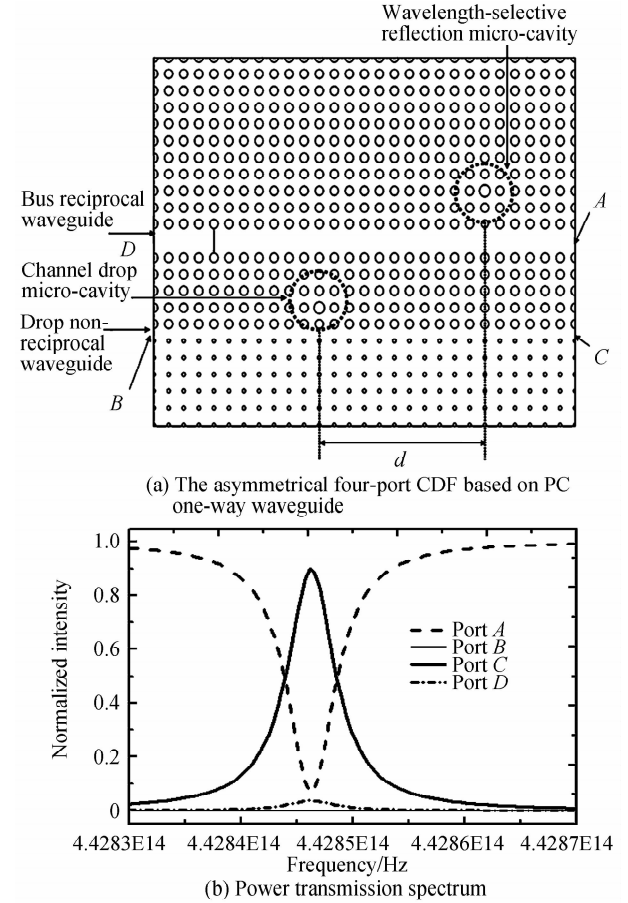 Wavelength-selective
reflection micro-cavity
A
Bus reciprocal
waveguide
D
Channel drop
micro-cavity
Drop non-
reciprocal
waveguide
B
C
d
(a) The asymmetrical four-port CDF based on PC
one-way waveguide
1.0
0.8
0.6
0.4
0.2
0
Normalized intensity
Port A
Port B
Port C
Port D
4.4283E14 4.4284E14 4.4285E14 4.4286E14 4.4287E14
Frequency/Hz
(b) Power transmission spectrum